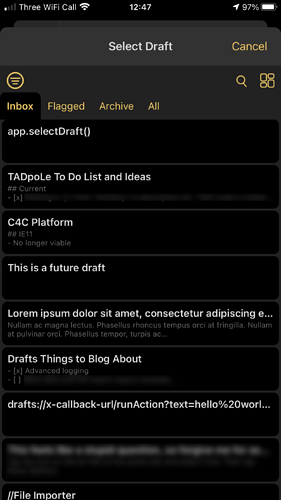 Three WiFi Call
12:47
97%
Select Draft
Cancel
Inbox
Flagged
Archive
All
app.selectDraft()
TADpoLe To Do List and Ideas
## Current
- [x]
C4C Platform
## IE11
- No longer viable
This is a future draft
Lorem ipsum dolor sit amet, consectetur adipiscing e...
Nullam ac magna lectus. Phasellus rhoncus tempus orci at fringilla. Nullam
at pulvinar orci. Phasellus tempor, turpis ac...
Drafts Things to Blog About
- [x] Advanced logging
- [ ]
drafts://x-callback-url/runAction?text=hello%20worl...
//File Importer